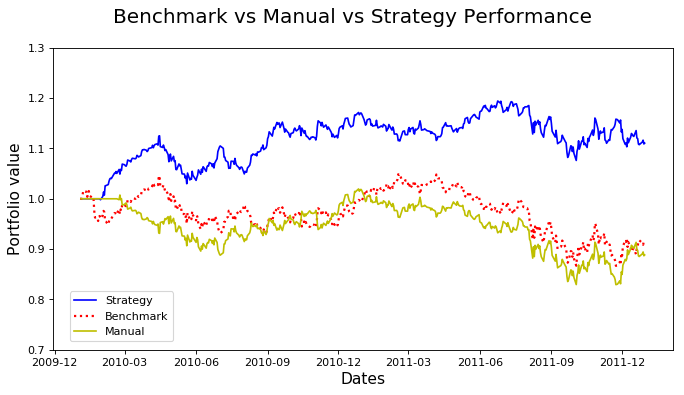 Benchmark vs Manual vs Strategy Performance
1.3
1.2
1.1
1.0
0.9
0.8
0.7
Portfolio value
Strategy
Benchmark
Manual
2009-12 2010-03 2010-06 2010-09 2010-12 2011-03 2011-06 2011-09 2011-12
Dates